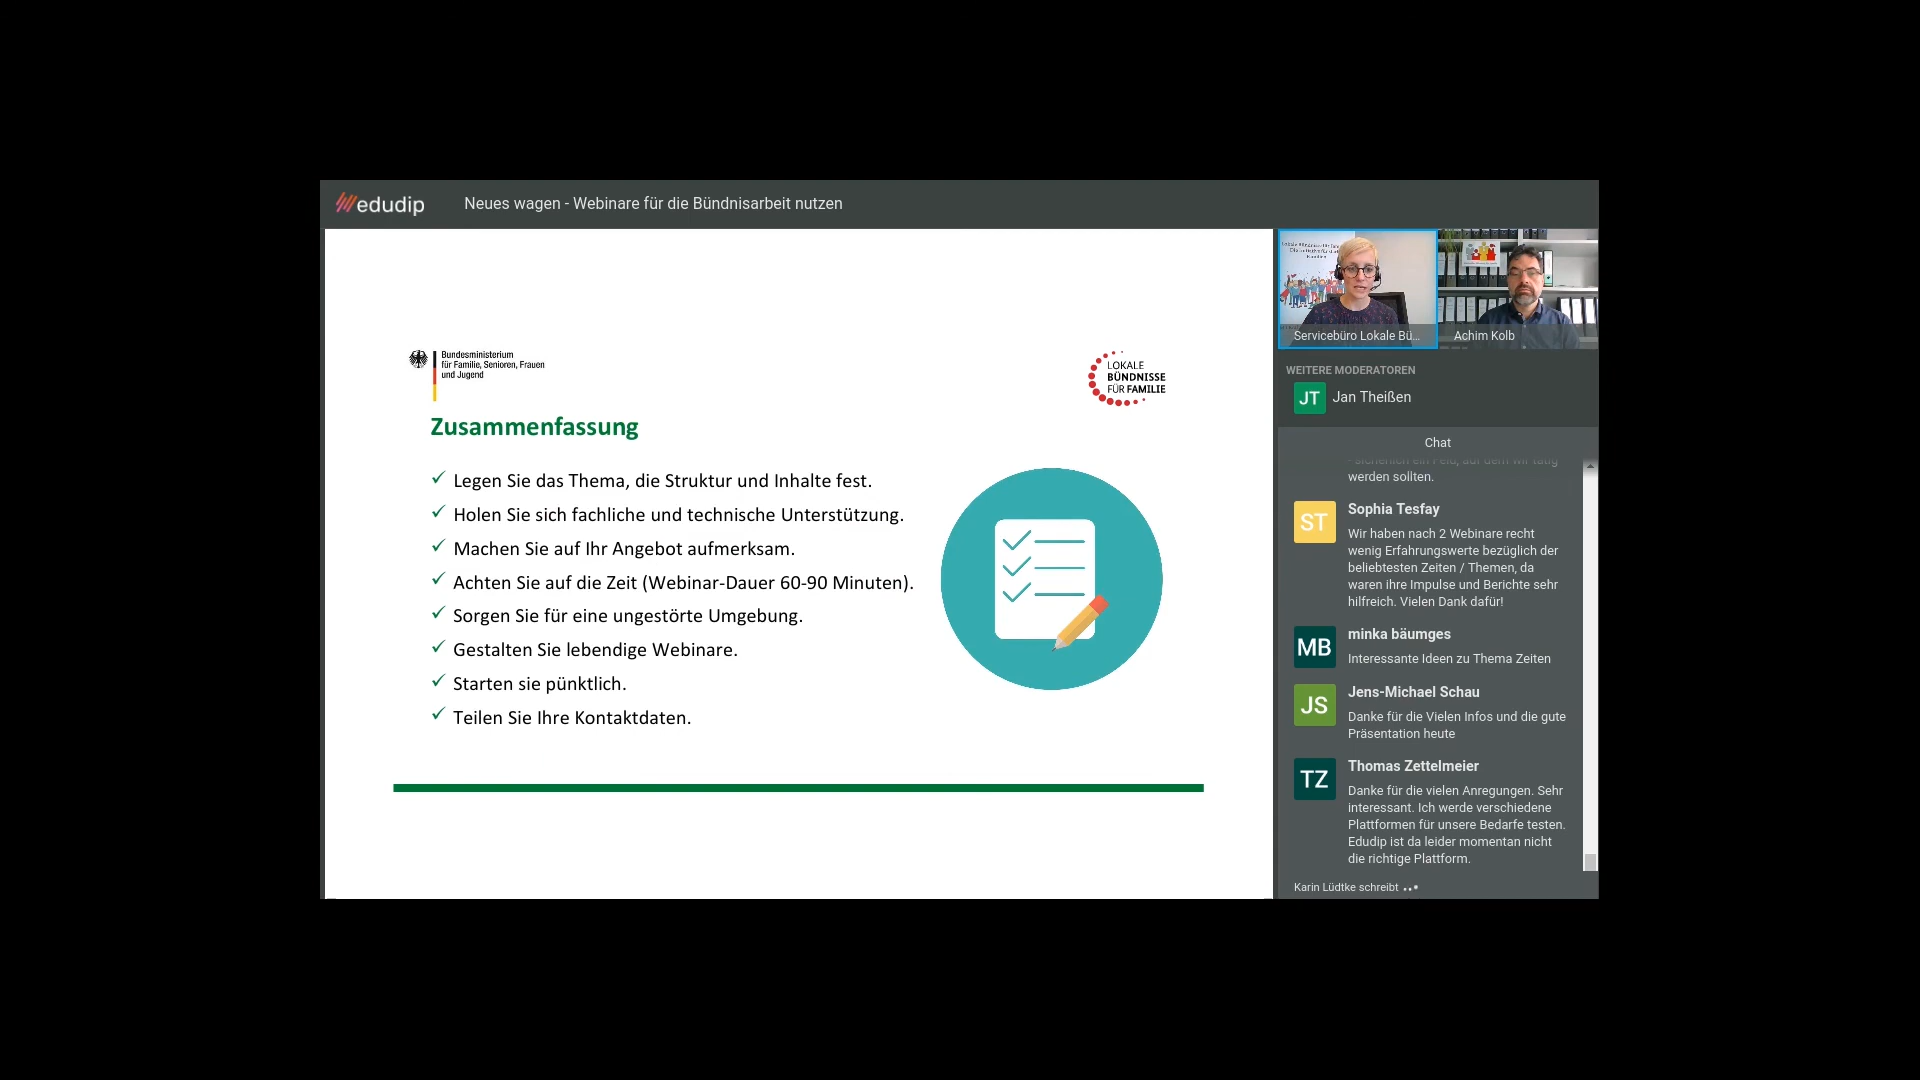 edudip
Neues wagen - Webinare für die Bündnisarbeit nutzen
Bundesministerium
für Familie, Senioren, Frauen
und Jugend
LOKALE
BÜNDNISSE
FÜR FAMILIE
Zusammenfassung
Legen Sie das Thema, die Struktur und Inhalte fest.
Holen Sie sich fachliche und technische Unterstützung.
Machen Sie auf Ihr Angebot aufmerksam.
Achten Sie auf die Zeit (Webinar-Dauer 60-90 Minuten).
Sorgen Sie für eine ungestörte Umgebung.
Gestalten Sie lebendige Webinare.
Starten sie pünktlich.
Teilen Sie Ihre Kontaktdaten.
Servicebüro Lokale Bü...
Achim Kolb
WEITERE MODERATOREN
JT
Jan Theißen
Chat
werden sollten.
ST
Sophia Tesfay
Wir haben nach 2 Webinare recht
wenig Erfahrungswerte bezüglich der
beliebtesten Zeiten / Themen, da
waren ihre Impulse und Berichte sehr
hilfreich. Vielen Dank dafür!
MB
minka bäumges
Interessante Ideen zu Thema Zeiten
JS
Jens-Michael Schau
Danke für die Vielen Infos und die gute
Präsentation heute
TZ
Thomas Zettelmeier
Danke für die vielen Anregungen. Sehr
interessant. Ich werde verschiedene
Plattformen für unsere Bedarfe testen.
Edudip ist da leider momentan nicht
die richtige Plattform.
Karin Lüdtke schreibt